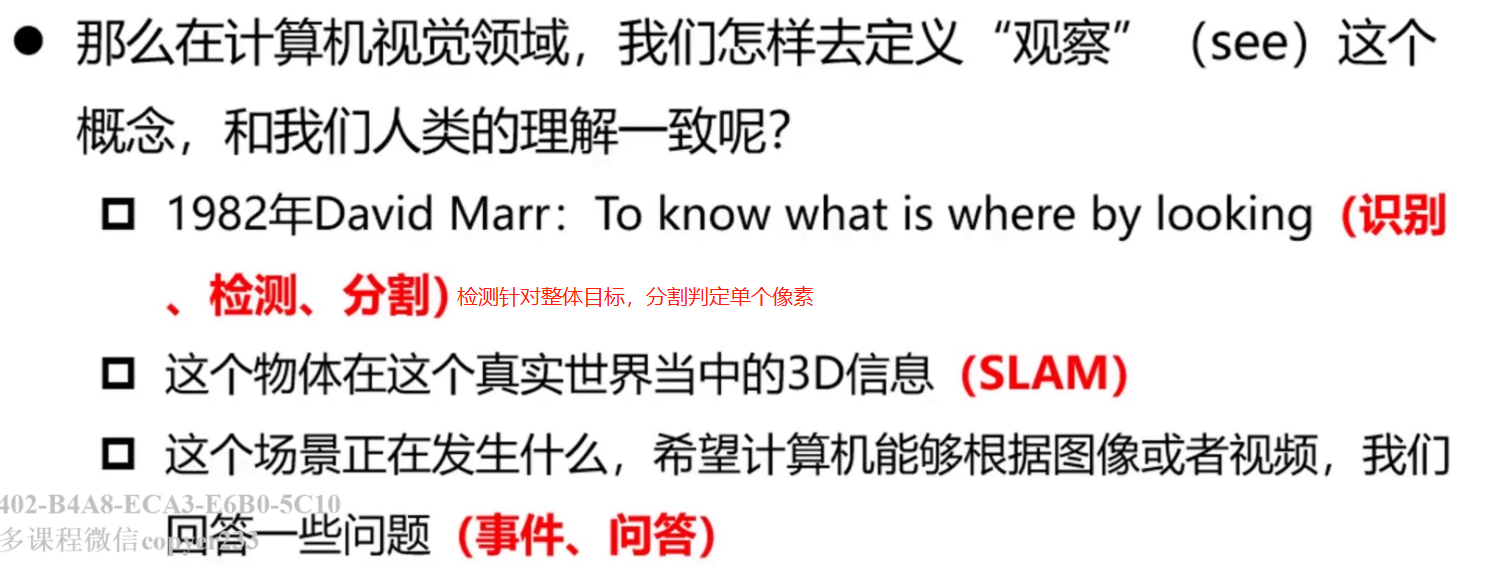 ● 那么在计算机视觉领域，我们怎样去定义“观察”（see）这个
概念，和我们人类的理解一致呢？
1982年David Marr：To know what is where by looking（识别
、检测、分割）检测针对整体目标，分割判定单个像素
这个物体在这个真实世界当中的3D信息（SLAM）
这个场景正在发生什么，希望计算机能够根据图像或者视频，我们
402-B4A8-ECA3-E6B0-5C10
回答一些问题（事件、问答）
多课程微信